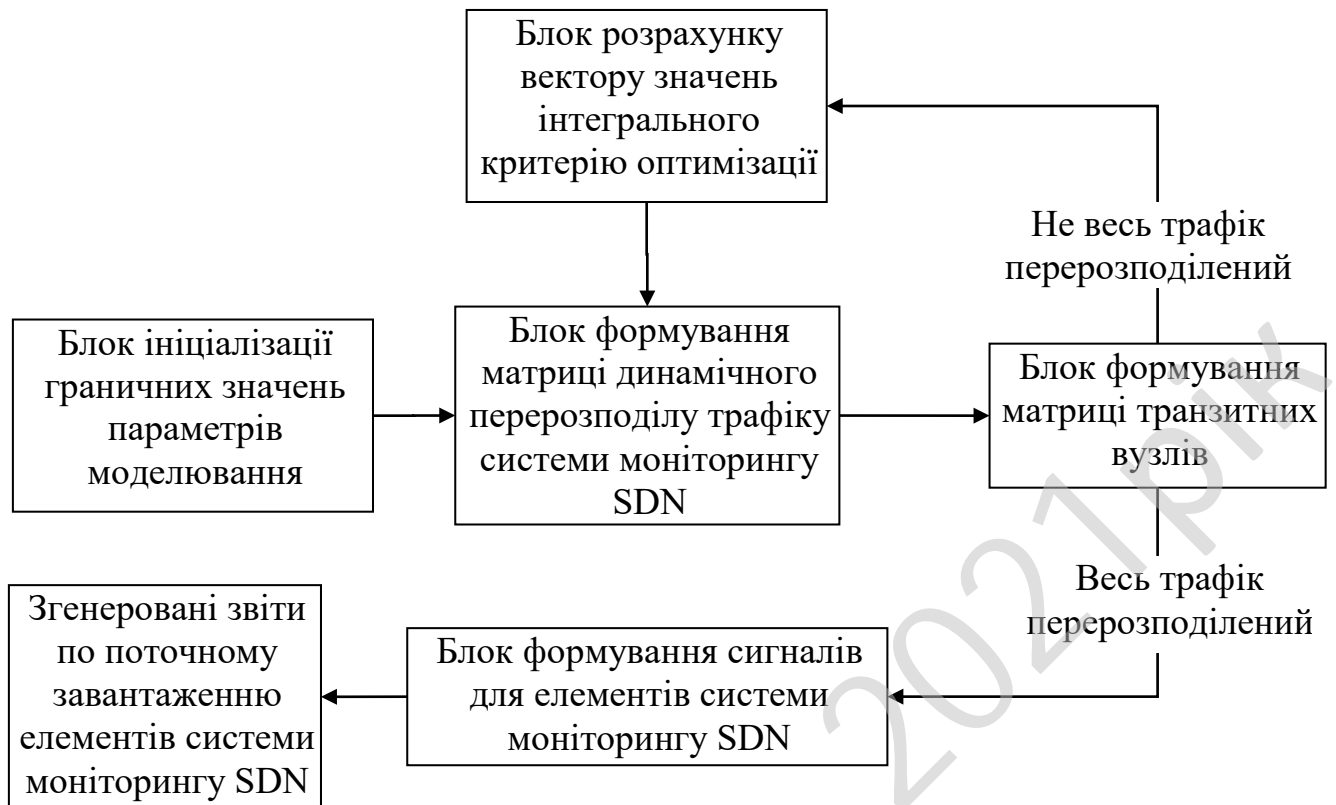 Блок розрахунку
вектору значень
інтегрального
критерію оптимізації
Не весь трафік
перерозподілений
Блок ініціалізації
граничних значень
параметрів
моделювання
Блок формування
матриці динамічного
перерозподілу трафіку
системи моніторингу
SDN
Блок формування
матриці транзитних
вузлів
Весь трафік
перерозподілений
Згенеровані звіти
по поточному
завантаженню
елементів системи
моніторингу SDN
Блок формування сигналів
для елементів системи
моніторингу SDN
2021рік